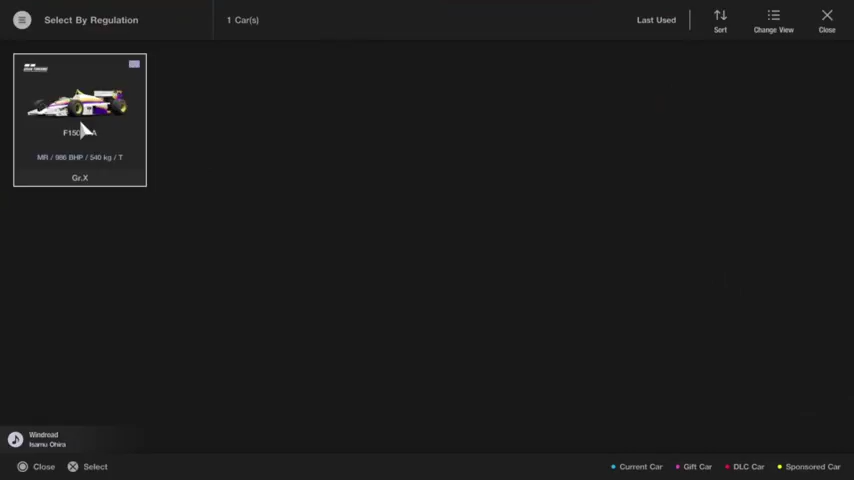 Select By Regulation
1 Car(s)
Last Used
Sort
Change View
Close
MR / 986 BHP / 540 kg / T
Gr.X
Windread
Isamu Ohira
Close
Select
Current Car
Gift Car
DLC Car
Sponsored Car